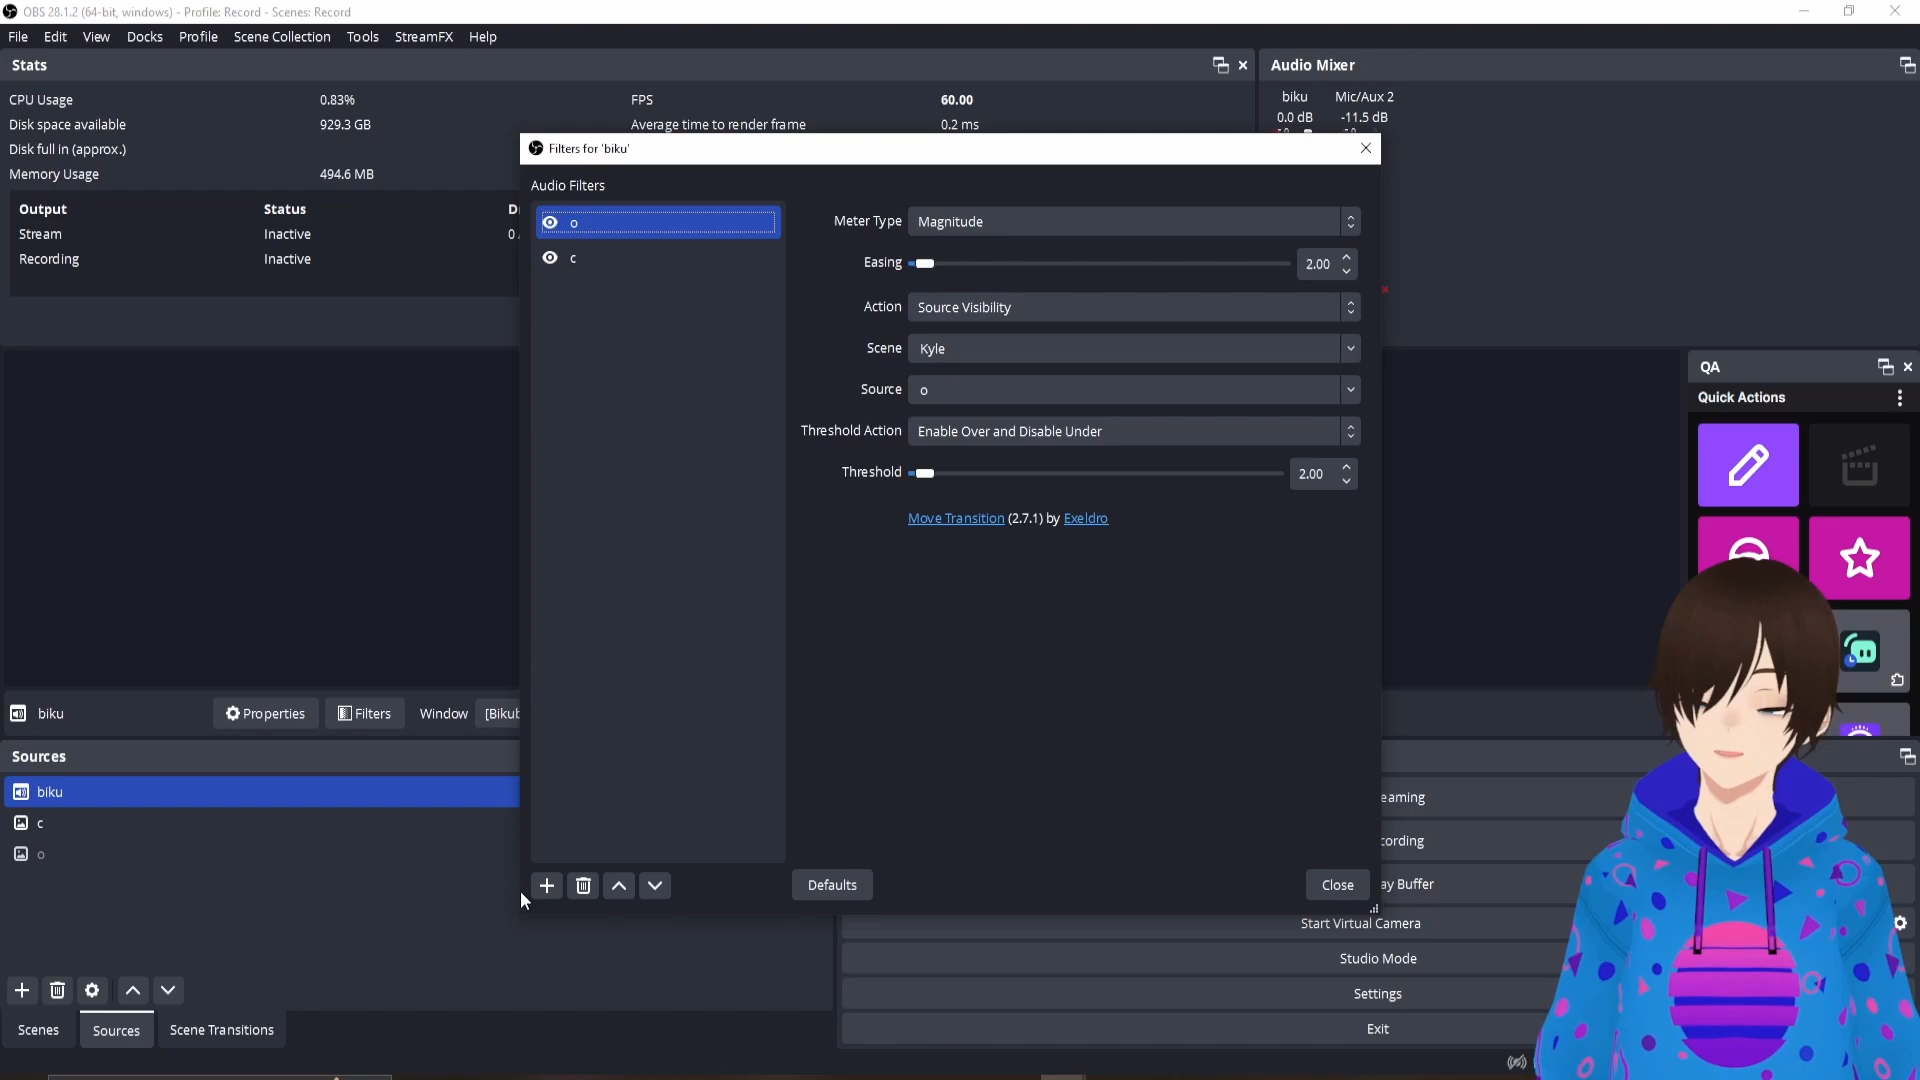 OBS 28.1.2 (64-bit, windows) - Profile: Record - Scenes: Record
File Edit View Docks Profile Scene Collection Tools StreamFX Help
Stats
Audio Mixer
CPU Usage 0.83% FPS 60.00
Disk space available 929.3 GB Average time to render frame 0.2 ms
Disk full in (approx.)
Memory Usage 494.6 MB
biku Mic/Aux 2
0.0 dB -11.5 dB
Output Status
Stream Inactive 0
Recording Inactive
Filters for 'biku'
Audio Filters
o
c
Meter Type Magnitude
Easing 2.00
Action Source Visibility
Scene Kyle
Source o
Threshold Action Enable Over and Disable Under
Threshold 2.00
Move Transition (2.7.1) by Exeldro
Defaults
Close
QA
Quick Actions
biku Properties Filters Window
Sources
biku
c
o
Start Virtual Camera
Studio Mode
Settings
Exit
Scenes Sources Scene Transitions